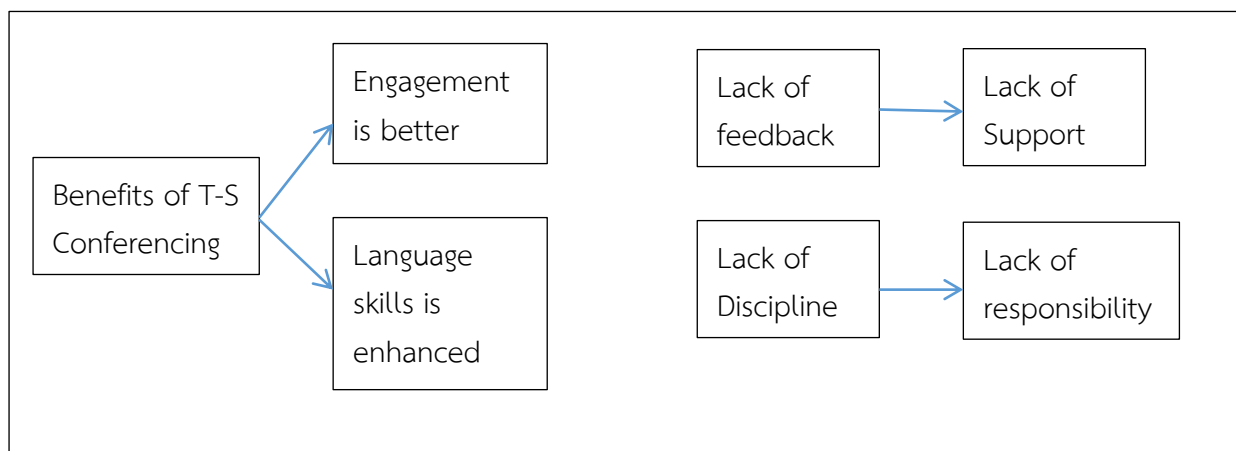 Benefits of T-S
Conferencing
Engagement
is better
Language
skills is
enhanced
Lack of
feedback
Lack of
Support
Lack of
Discipline
Lack of
responsibility